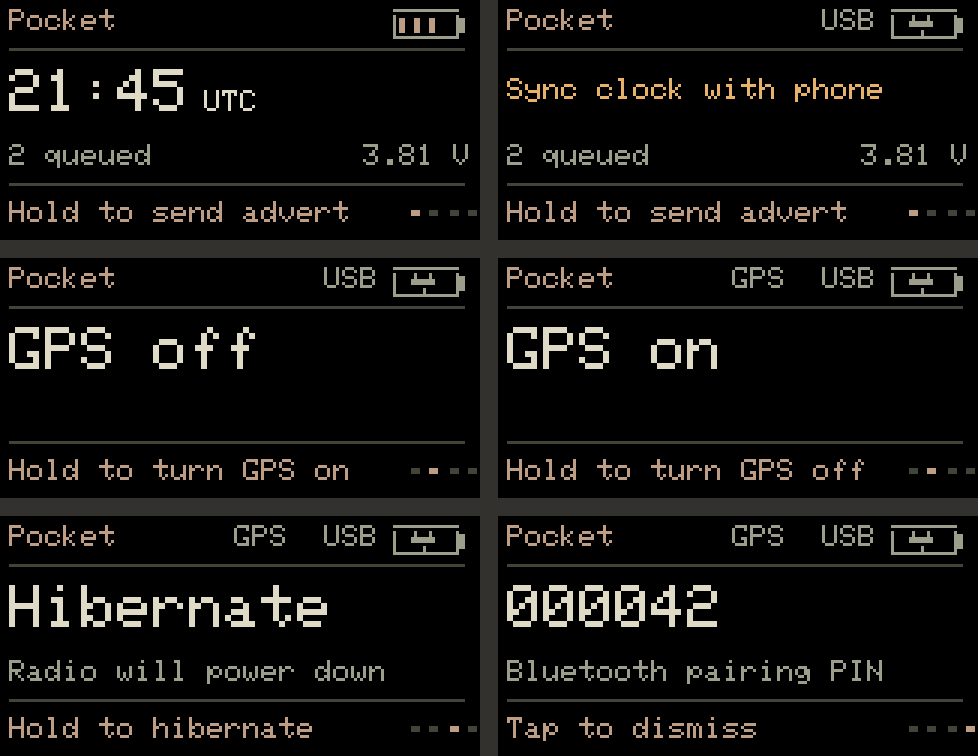 Pocket
21:45 UTC
2 queued 3.81 V
Hold to send advert
Pocket USB
Sync clock with phone
2 queued 3.81 V
Hold to send advert
Pocket USB
GPS off
Hold to turn GPS on
Pocket GPS USB
GPS on
Hold to turn GPS off
Pocket GPS USB
Hibernate
Radio will power down
Hold to hibernate
Pocket GPS USB
000042
Bluetooth pairing PIN
Tap to dismiss